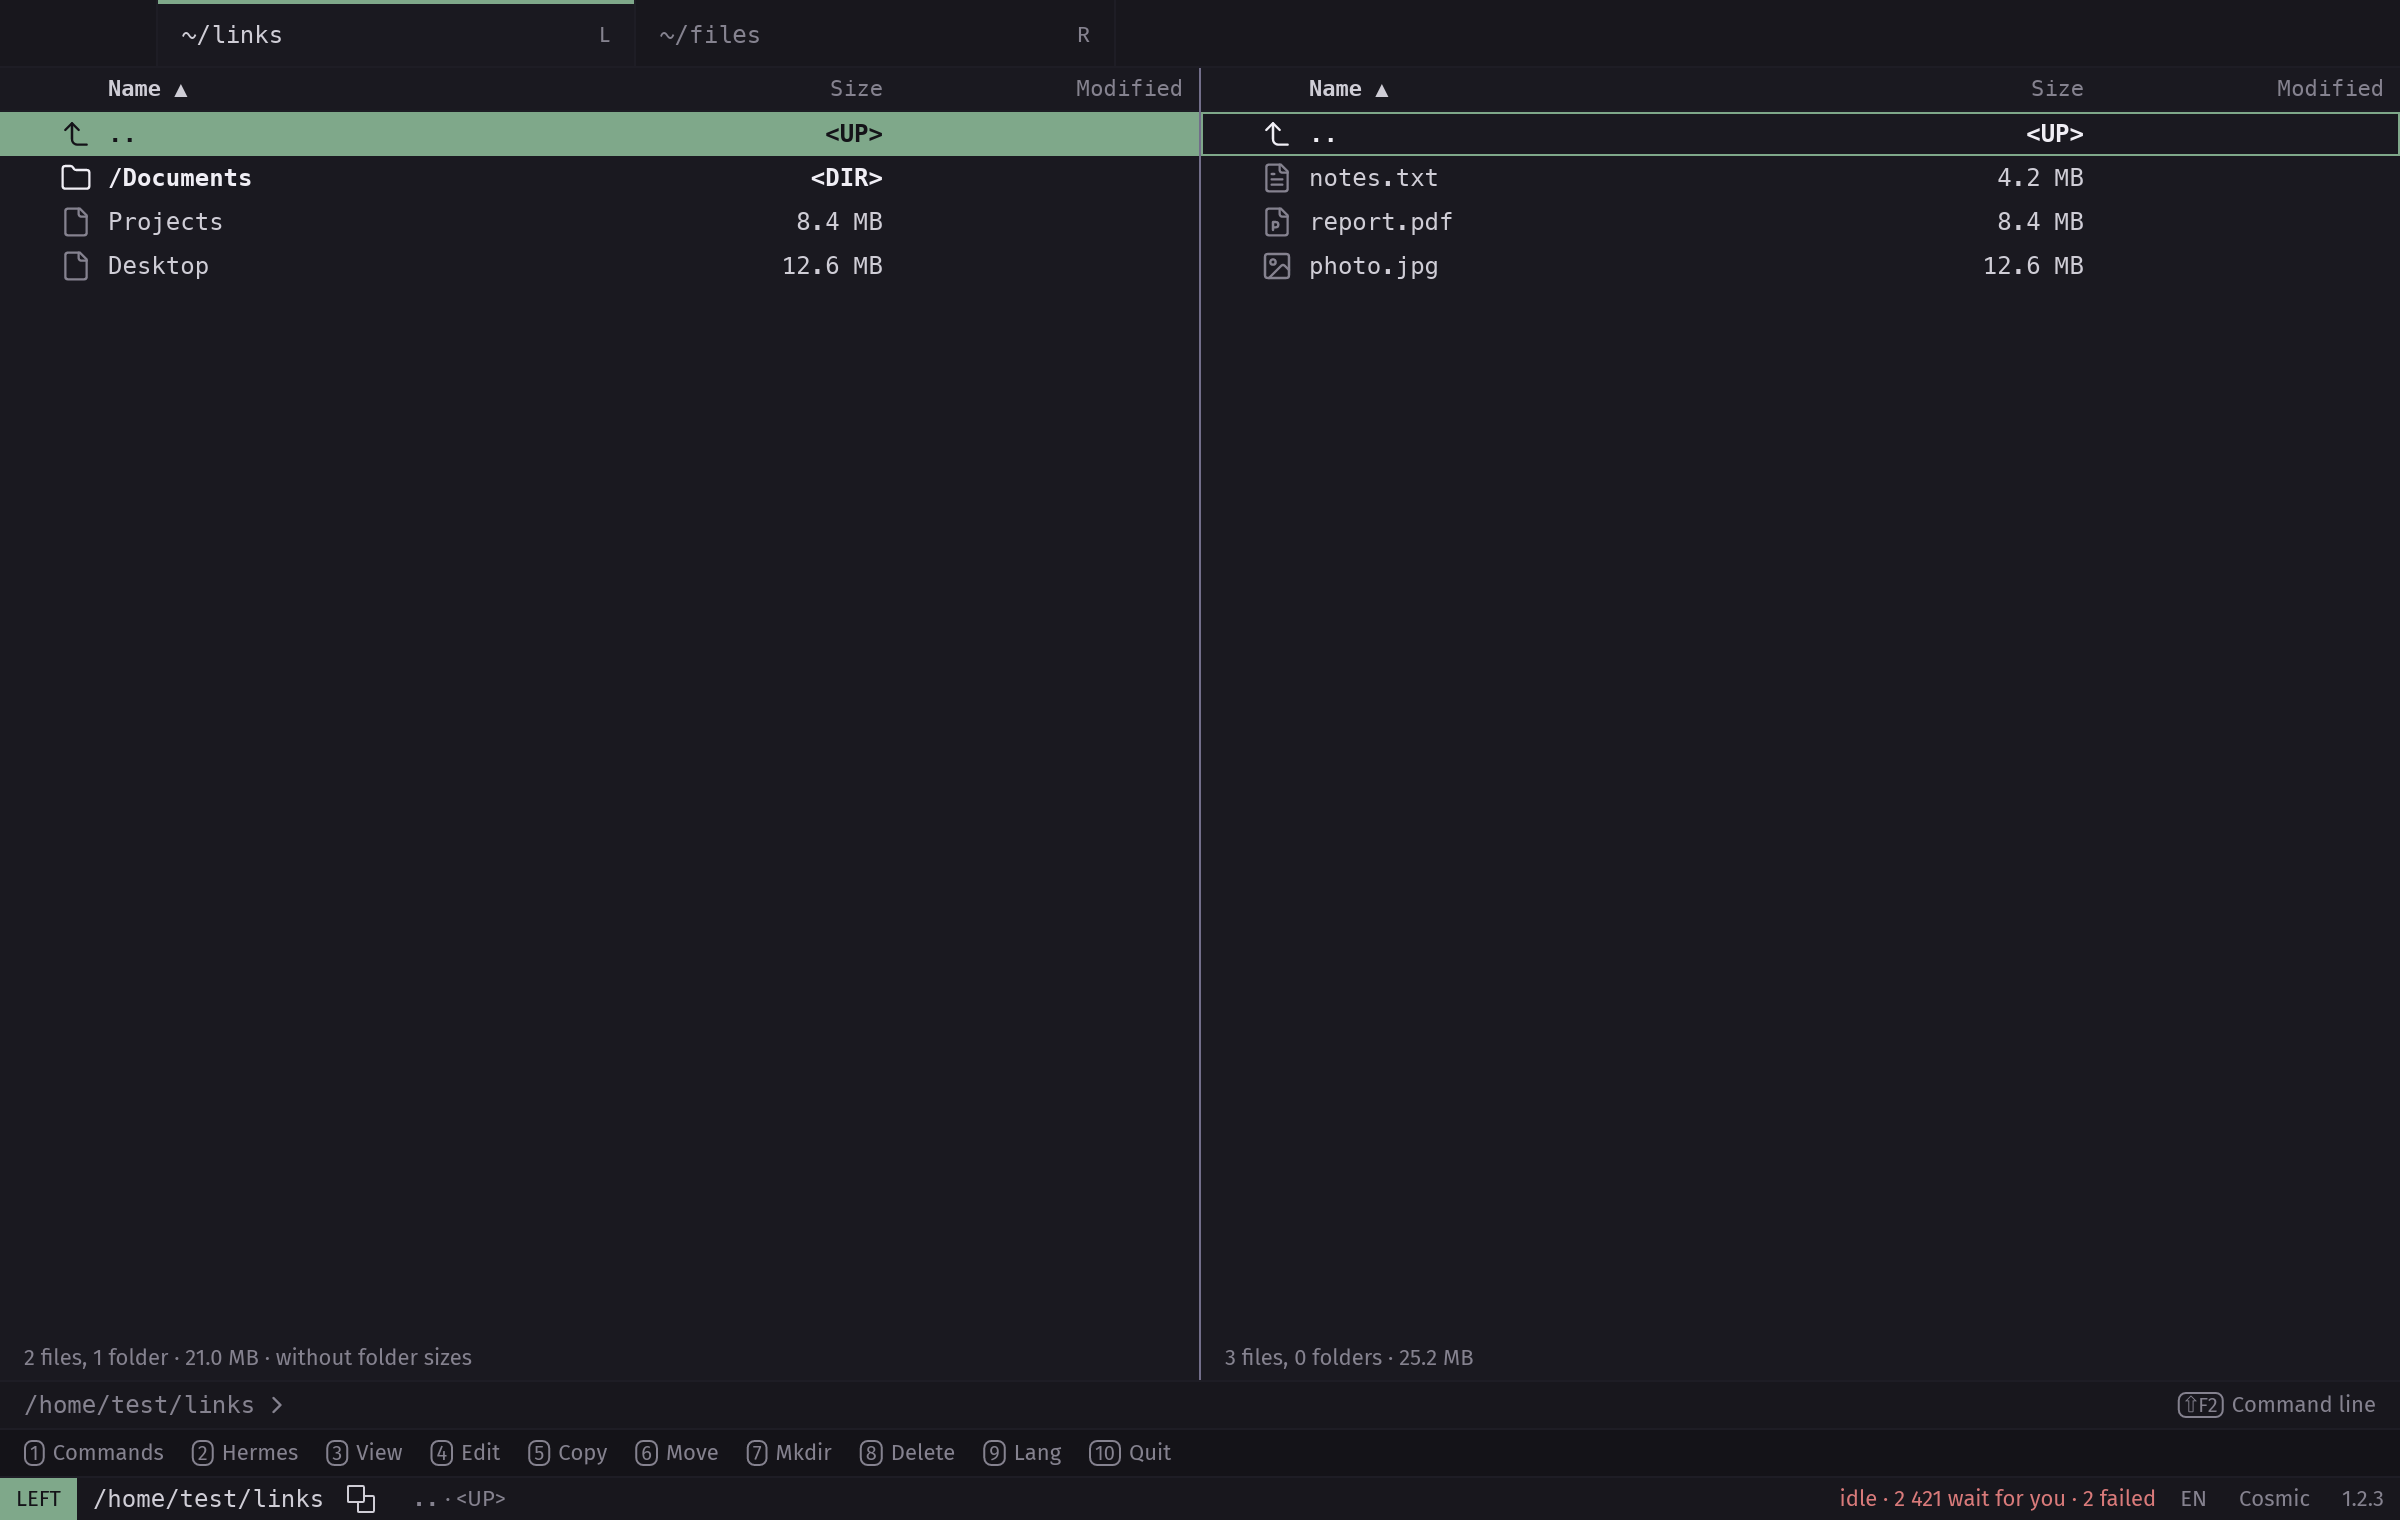 ~/links L ~/files R
Name ▲ Size Modified Name ▲ Size Modified
.. <UP> .. <UP>
/Documents <DIR> notes.txt 4.2 MB
Projects 8.4 MB report.pdf 8.4 MB
Desktop 12.6 MB photo.jpg 12.6 MB
2 files, 1 folder · 21.0 MB · without folder sizes 3 files, 0 folders · 25.2 MB
/home/test/links > ⇧F2 Command line
1 Commands 2 Hermes 3 View 4 Edit 5 Copy 6 Move 7 Mkdir 8 Delete 9 Lang 10 Quit
LEFT /home/test/links .. · <UP> idle · 2 421 wait for you · 2 failed EN Cosmic 1.2.3